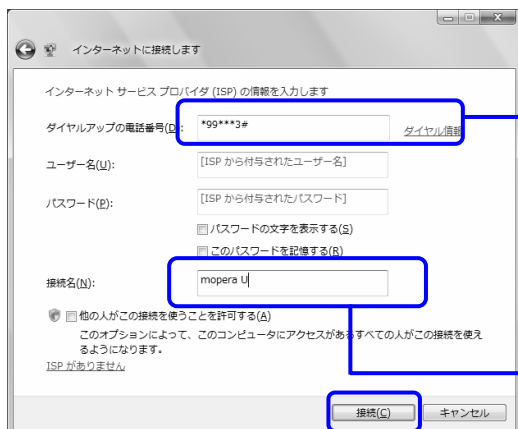 インターネットに接続します
インターネット サービス プロバイダ (ISP) の情報を入力します
ダイヤルアップの電話番号(D): *99***3# ダイヤル情報
ユーザー名(U): [ISP から付与されたユーザー名]
パスワード(P): [ISP から付与されたパスワード]
パスワードの文字を表示する(S)
このパスワードを記憶する(R)
接続名(N): mopera U
他の人がこの接続を使うことを許可する(A)
このオプションによって、このコンピュータにアクセスがあるすべての人がこの接続を使え
るようになります。
ISP がありません
接続(C) キャンセル